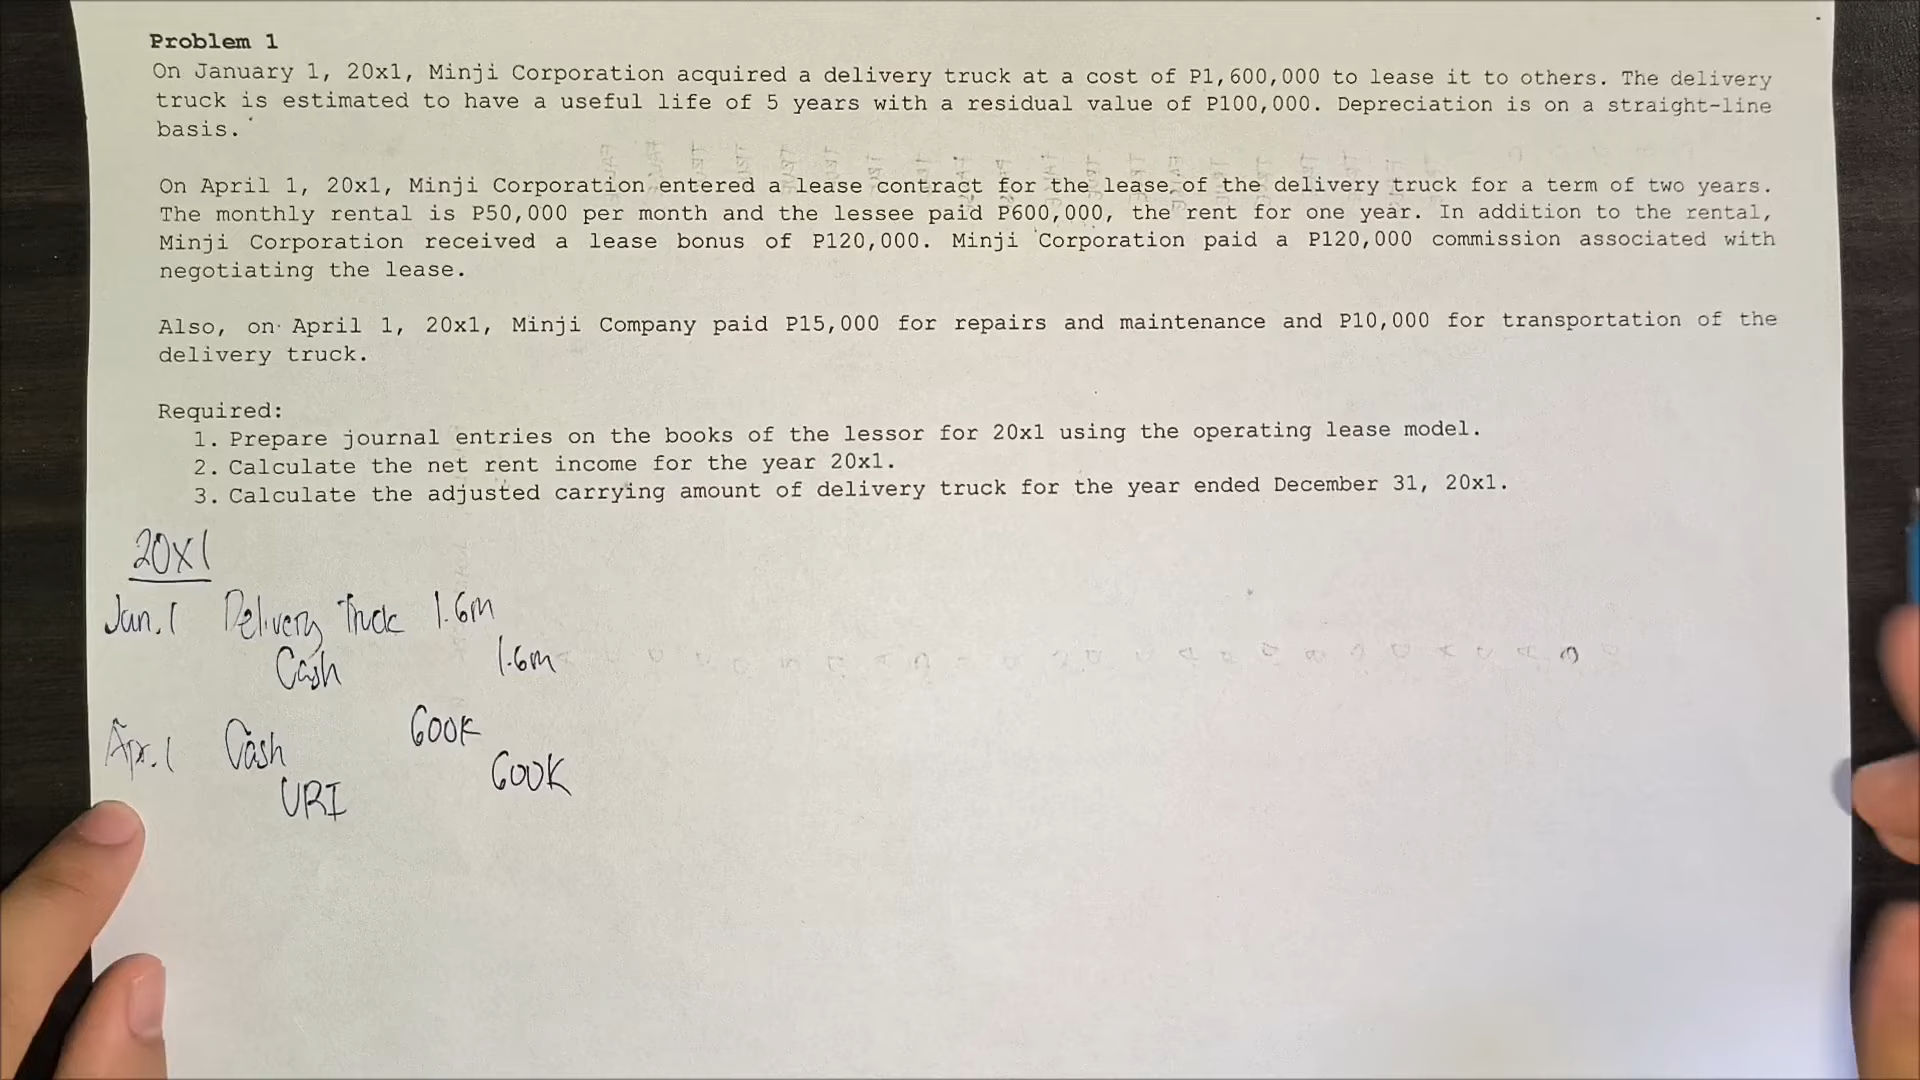 Problem 1
On January 1, 20x1, Minji Corporation acquired a delivery truck at a cost of P1,600,000 to lease it to others. The delivery
truck is estimated to have a useful life of 5 years with a residual value of P100,000. Depreciation is on a straight-line
basis.
On April 1, 20x1, Minji Corporation entered a lease contract for the lease of the delivery truck for a term of two years.
The monthly rental is P50,000 per month and the lessee paid P600,000, the rent for one year. In addition to the rental,
Minji Corporation received a lease bonus of P120,000. Minji Corporation paid a P120,000 commission associated with
negotiating the lease.
Also, on April 1, 20x1, Minji Company paid P15,000 for repairs and maintenance and P10,000 for transportation of the
delivery truck.
Required:
1. Prepare journal entries on the books of the lessor for 20x1 using the operating lease model.
2. Calculate the net rent income for the year 20x1.
3. Calculate the adjusted carrying amount of delivery truck for the year ended December 31, 20x1.
20x1
Jan. 1 Delivery Truck 1.6m
Cash 1.6m
Apr. 1 Cash 600K
URI 600K